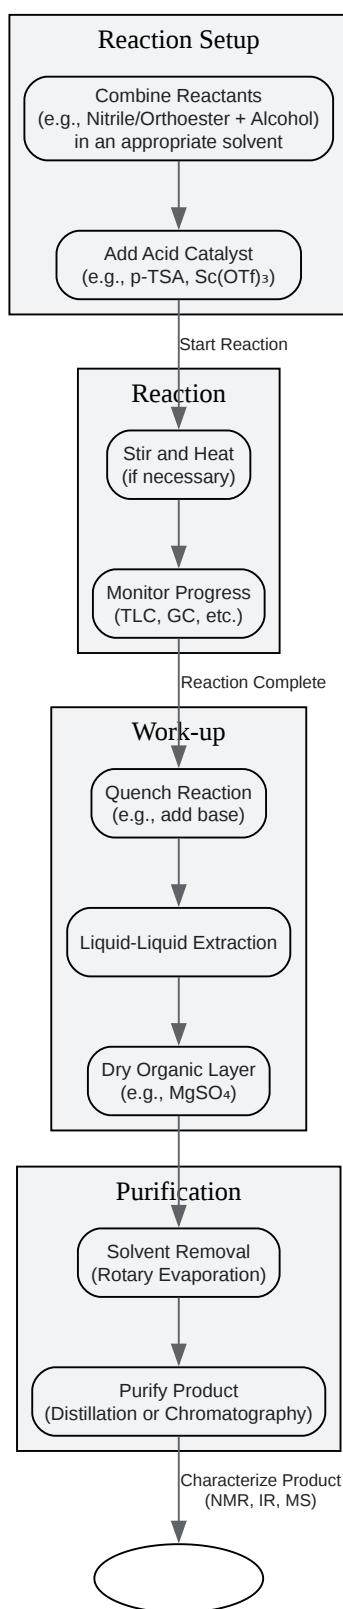 Reaction Setup
Combine Reactants
(e.g., Nitrile/Orthoester + Alcohol)
in an appropriate solvent
Add Acid Catalyst
(e.g., p-TSA, Sc(OTf)₃)
Start Reaction
Reaction
Stir and Heat
(if necessary)
Monitor Progress
(TLC, GC, etc.)
Reaction Complete
Work-up
Quench Reaction
(e.g., add base)
Liquid-Liquid Extraction
Dry Organic Layer
(e.g., MgSO₄)
Purification
Solvent Removal
(Rotary Evaporation)
Purify Product
(Distillation or Chromatography)
Characterize Product
(NMR, IR, MS)